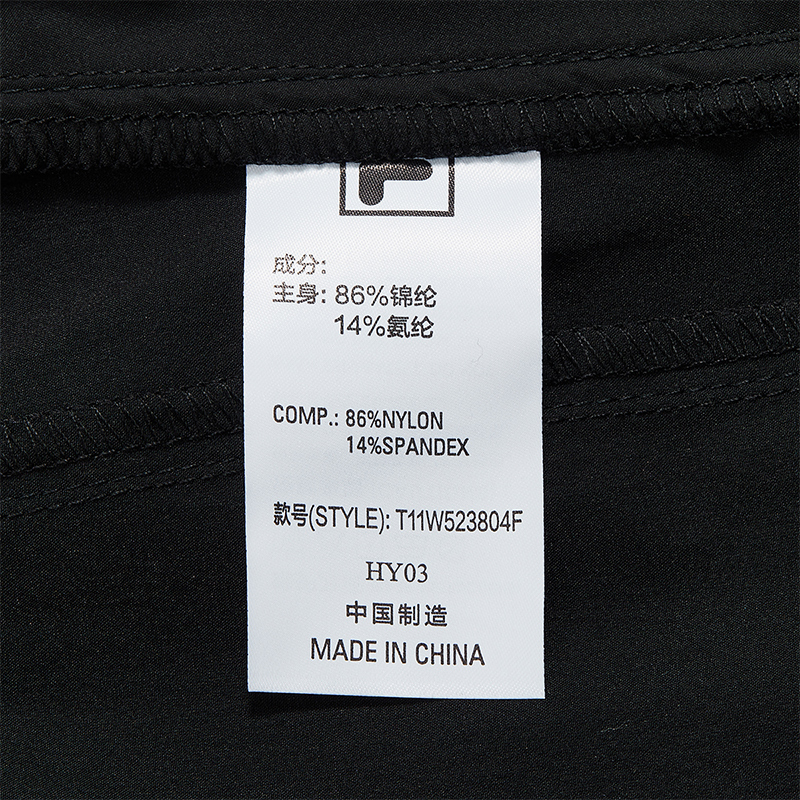 成分:
主身: 86%锦纶
14%氨纶
COMP.: 86%NYLON
14%SPANDEX
款号(STYLE): T11W523804F
HY03
中国制造
MADE IN CHINA